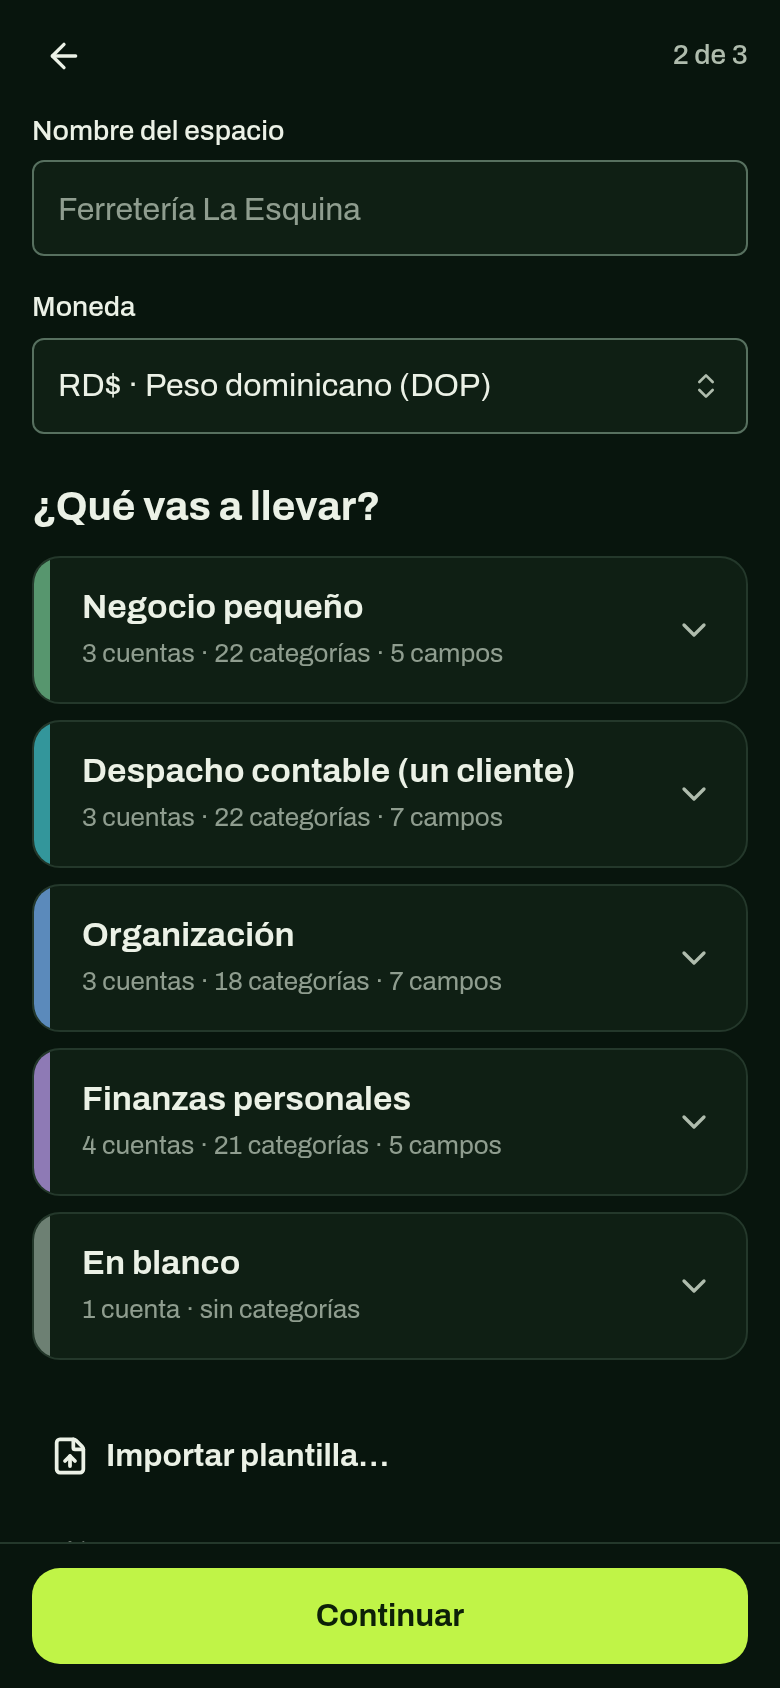 2 de 3
Nombre del espacio
Ferretería La Esquina
Moneda
RD$ · Peso dominicano (DOP)
¿Qué vas a llevar?
Negocio pequeño
3 cuentas · 22 categorías · 5 campos
Despacho contable (un cliente)
3 cuentas · 22 categorías · 7 campos
Organización
3 cuentas · 18 categorías · 7 campos
Finanzas personales
4 cuentas · 21 categorías · 5 campos
En blanco
1 cuenta · sin categorías
Importar plantilla…
Continuar